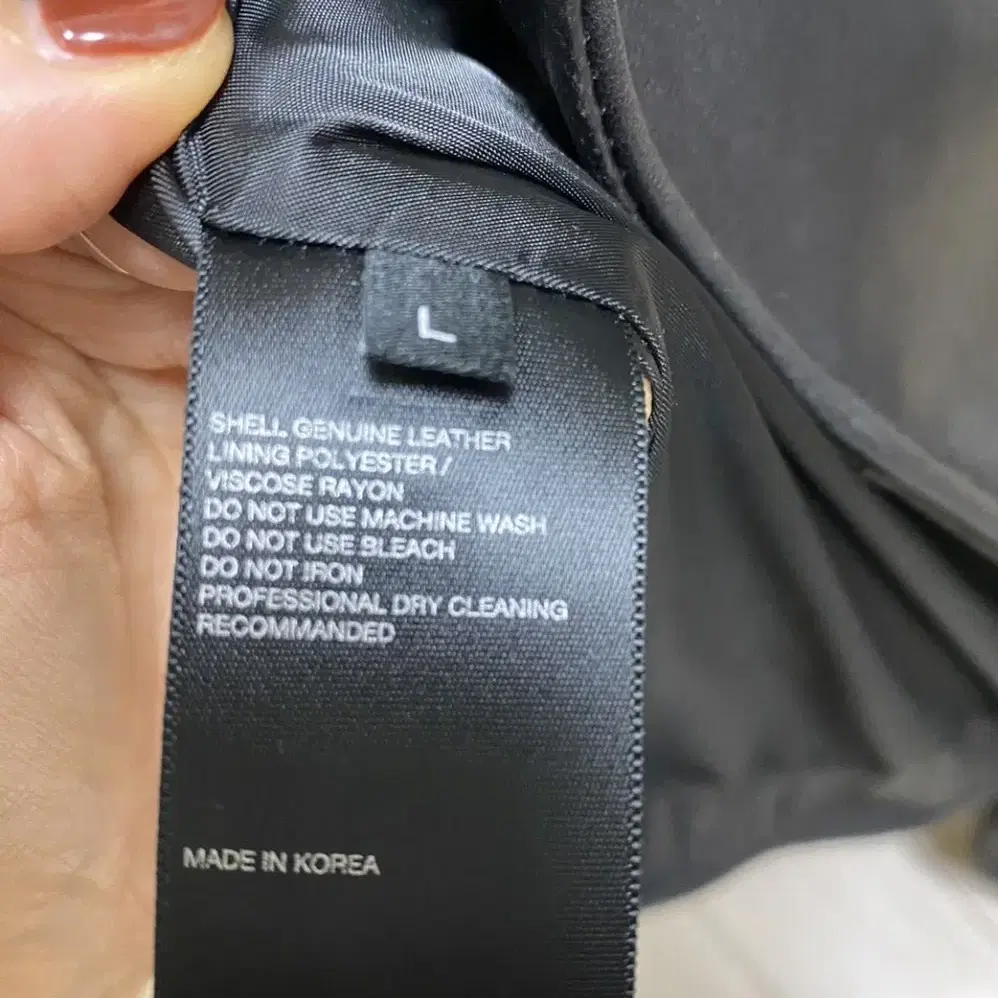 L
SHELL GENUINE LEATHER
LINING POLYESTER/
VISCOSE RAYON
DO NOT USE MACHINE WASH
DO NOT USE BLEACH
DO NOT IRON
PROFESSIONAL DRY CLEANING
RECOMMANDED
MADE IN KOREA